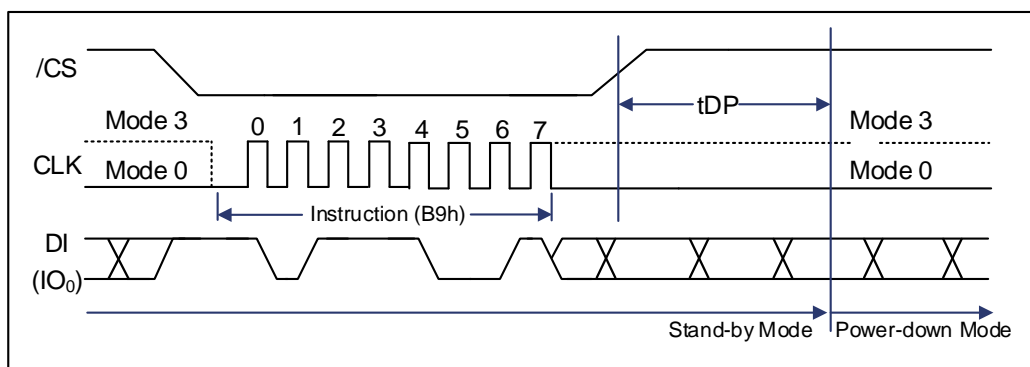 /CS
tDP
Mode 3 0 1 2 3 4 5 6 7 Mode 3
CLK Mode 0 Mode 0
Instruction (B9h)
DI
(IO₀)
Stand-by Mode Power-down Mode